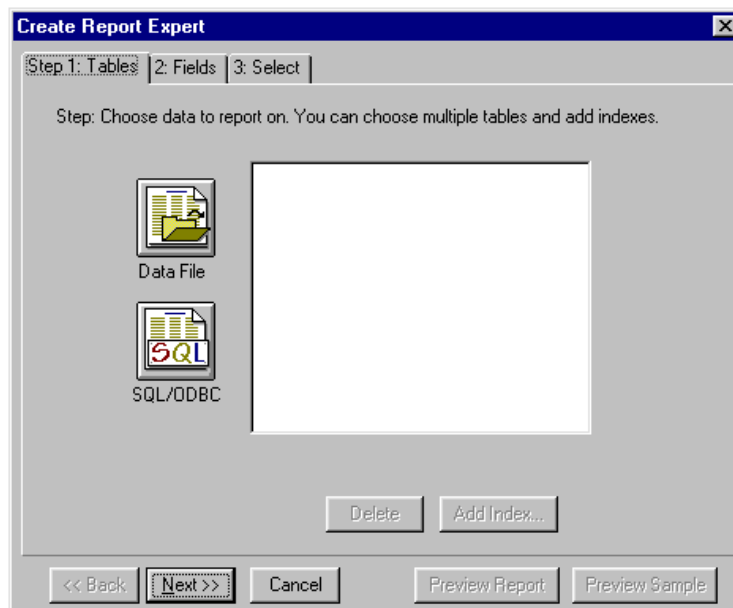 Create Report Expert
Step 1: Tables 2: Fields 3: Select
Step: Choose data to report on. You can choose multiple tables and add indexes.
Data File
SQL
SQL/ODBC
Delete Add Index...
<< Back Next >> Cancel Preview Report Preview Sample